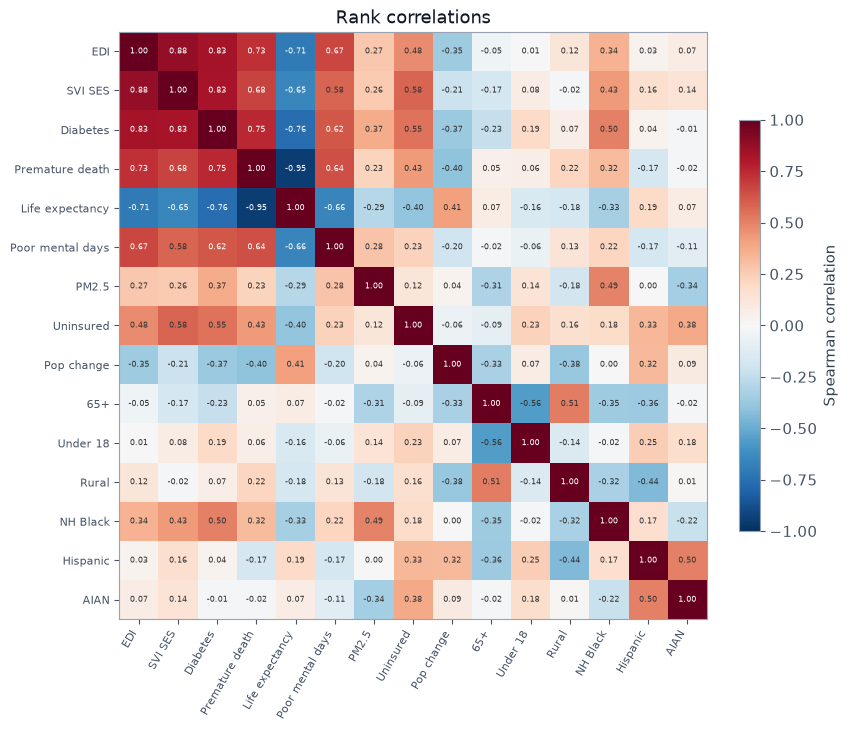 Rank correlations
EDI 1.00 0.88 0.83 0.73 -0.71 0.67 0.27 0.48 -0.35 -0.05 0.01 0.12 0.34 0.03 0.07
SVI SES 0.88 1.00 0.83 0.68 -0.65 0.58 0.26 0.58 -0.21 -0.17 0.08 -0.02 0.43 0.16 0.14
Diabetes 0.83 0.83 1.00 0.75 -0.76 0.62 0.37 0.55 -0.37 -0.23 0.19 0.07 0.50 0.04 -0.01
Premature death 0.73 0.68 0.75 1.00 -0.95 0.64 0.23 0.43 -0.40 0.05 0.06 0.22 0.32 -0.17 -0.02
Life expectancy -0.71 -0.65 -0.76 -0.95 1.00 -0.66 -0.29 -0.40 0.41 0.07 -0.16 -0.18 -0.33 0.19 0.07
Poor mental days 0.67 0.58 0.62 0.64 -0.66 1.00 0.28 0.23 -0.20 -0.02 -0.06 0.13 0.22 -0.17 -0.11
PM2.5 0.27 0.26 0.37 0.23 -0.29 0.28 1.00 0.12 0.04 -0.31 0.14 -0.18 0.49 0.00 -0.34
Uninsured 0.48 0.58 0.55 0.43 -0.40 0.23 0.12 1.00 -0.06 -0.09 0.23 0.16 0.18 0.33 0.38
Pop change -0.35 -0.21 -0.37 -0.40 0.41 -0.20 0.04 -0.06 1.00 -0.33 0.07 -0.38 0.00 0.32 0.09
65+ -0.05 -0.17 -0.23 0.05 0.07 -0.02 -0.31 -0.09 -0.33 1.00 -0.56 0.51 -0.35 -0.36 -0.02
Under 18 0.01 0.08 0.19 0.06 -0.16 -0.06 0.14 0.23 0.07 -0.56 1.00 -0.14 -0.02 0.25 0.18
Rural 0.12 -0.02 0.07 0.22 -0.18 0.13 -0.18 0.16 -0.38 0.51 -0.14 1.00 -0.32 -0.44 0.01
NH Black 0.34 0.43 0.50 0.32 -0.33 0.22 0.49 0.18 0.00 -0.35 -0.02 -0.32 1.00 0.17 -0.22
Hispanic 0.03 0.16 0.04 -0.17 0.19 -0.17 0.00 0.33 0.32 -0.36 0.25 -0.44 0.17 1.00 0.50
AIAN 0.07 0.14 -0.01 -0.02 0.07 -0.11 -0.34 0.38 0.09 -0.02 0.18 0.01 -0.22 0.50 1.00
EDI SVI SES Diabetes Premature death Life expectancy Poor mental days PM2.5 Uninsured Pop change 65+ Under 18 Rural NH Black Hispanic AIAN
1.00
0.75
0.50
0.25
0.00
−0.25
−0.50
−0.75
−1.00
Spearman correlation